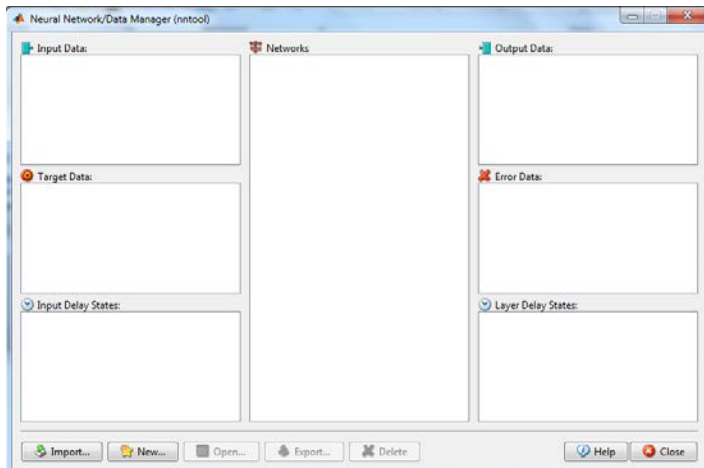 Neural Network/Data Manager (nntool)
Input Data:
Networks
Output Data:
Target Data:
Error Data:
Input Delay States:
Layer Delay States:
Import...
New...
Open...
Export...
Delete
Help
Close